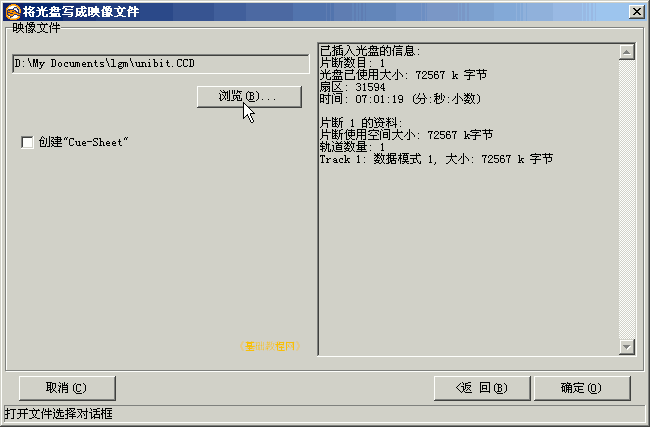 将光盘写成映像文件
映像文件
D:\My Documents\lgm\unibit.CCD
浏览(B)...
创建"Cue-Sheet"
已插入光盘的信息:
片断数目: 1
光盘已使用大小: 72567 k 字节
扇区: 31594
时间: 07:01:19 (分:秒:小数)
片断 1 的资料:
片断使用空间大小: 72567 k字节
轨道数量: 1
Track 1: 数据模式 1, 大小: 72567 k 字节
取消(C)
<返 回(B)
确定(O)
打开文件选择对话框